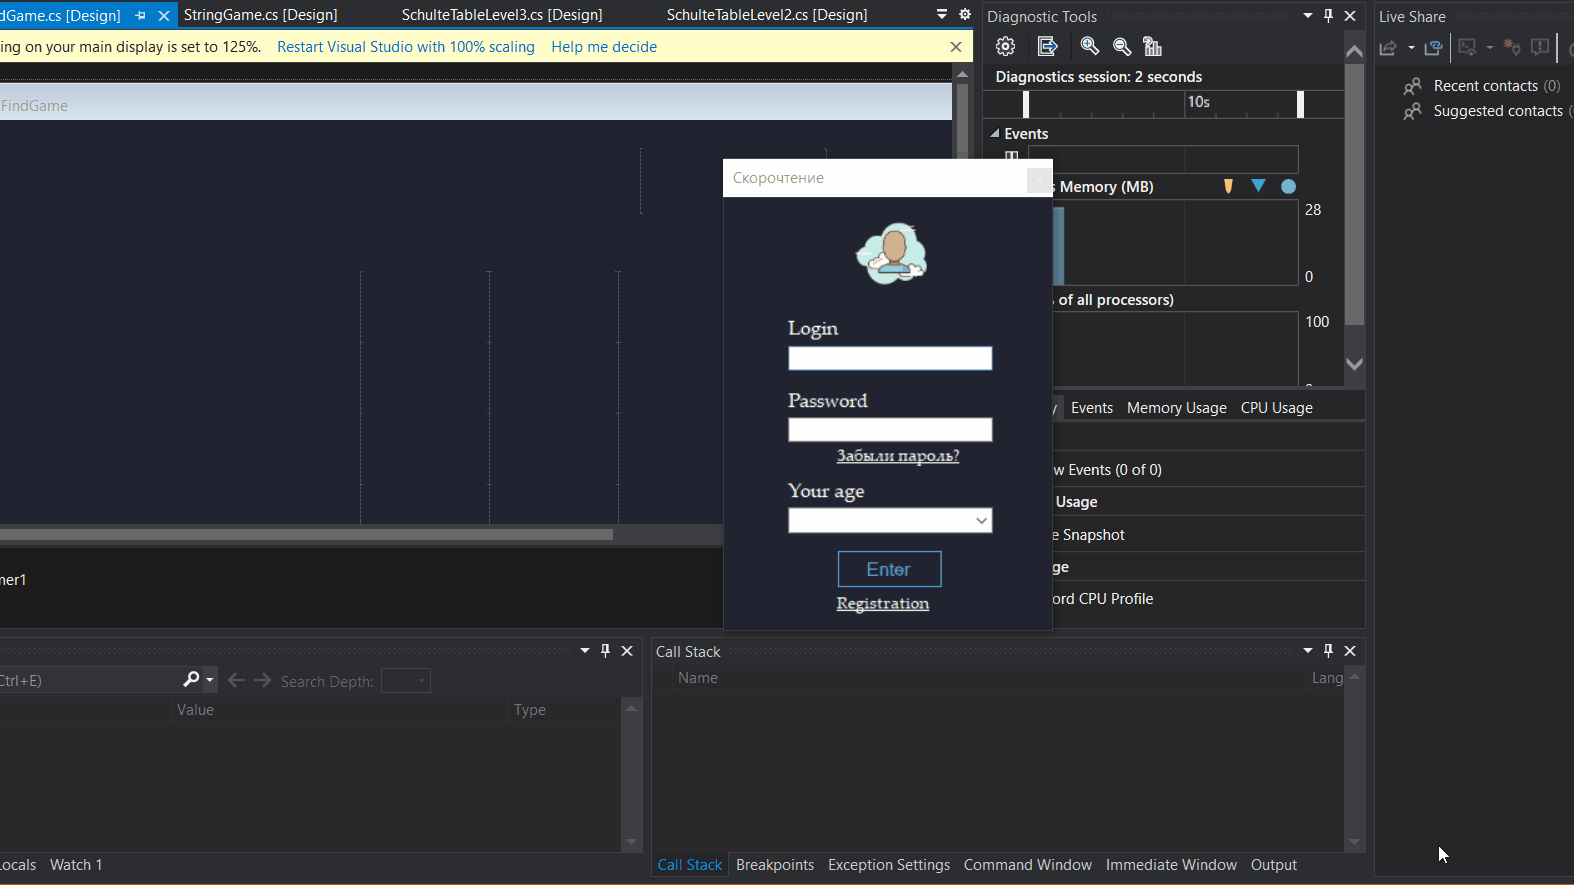 dGame.cs [Design]
StringGame.cs [Design]
SchulteTableLevel3.cs [Design]
SchulteTableLevel2.cs [Design]
ing on your main display is set to 125%. Restart Visual Studio with 100% scaling Help me decide
FindGame
ner1
Diagnostic Tools
Diagnostics session: 2 seconds
10s
Events
s Memory (MB)
28
0
of all processors)
100
Events Memory Usage CPU Usage
w Events (0 of 0)
Usage
e Snapshot
ge
ord CPU Profile
Live Share
Recent contacts (0)
Suggested contacts
Скорочтение
Login
Password
Забыли пароль?
Your age
Enter
Registration
Ctrl+E)
Search Depth:
Value
Type
Locals Watch 1
Call Stack
Name
Lang
Call Stack Breakpoints Exception Settings Command Window Immediate Window Output